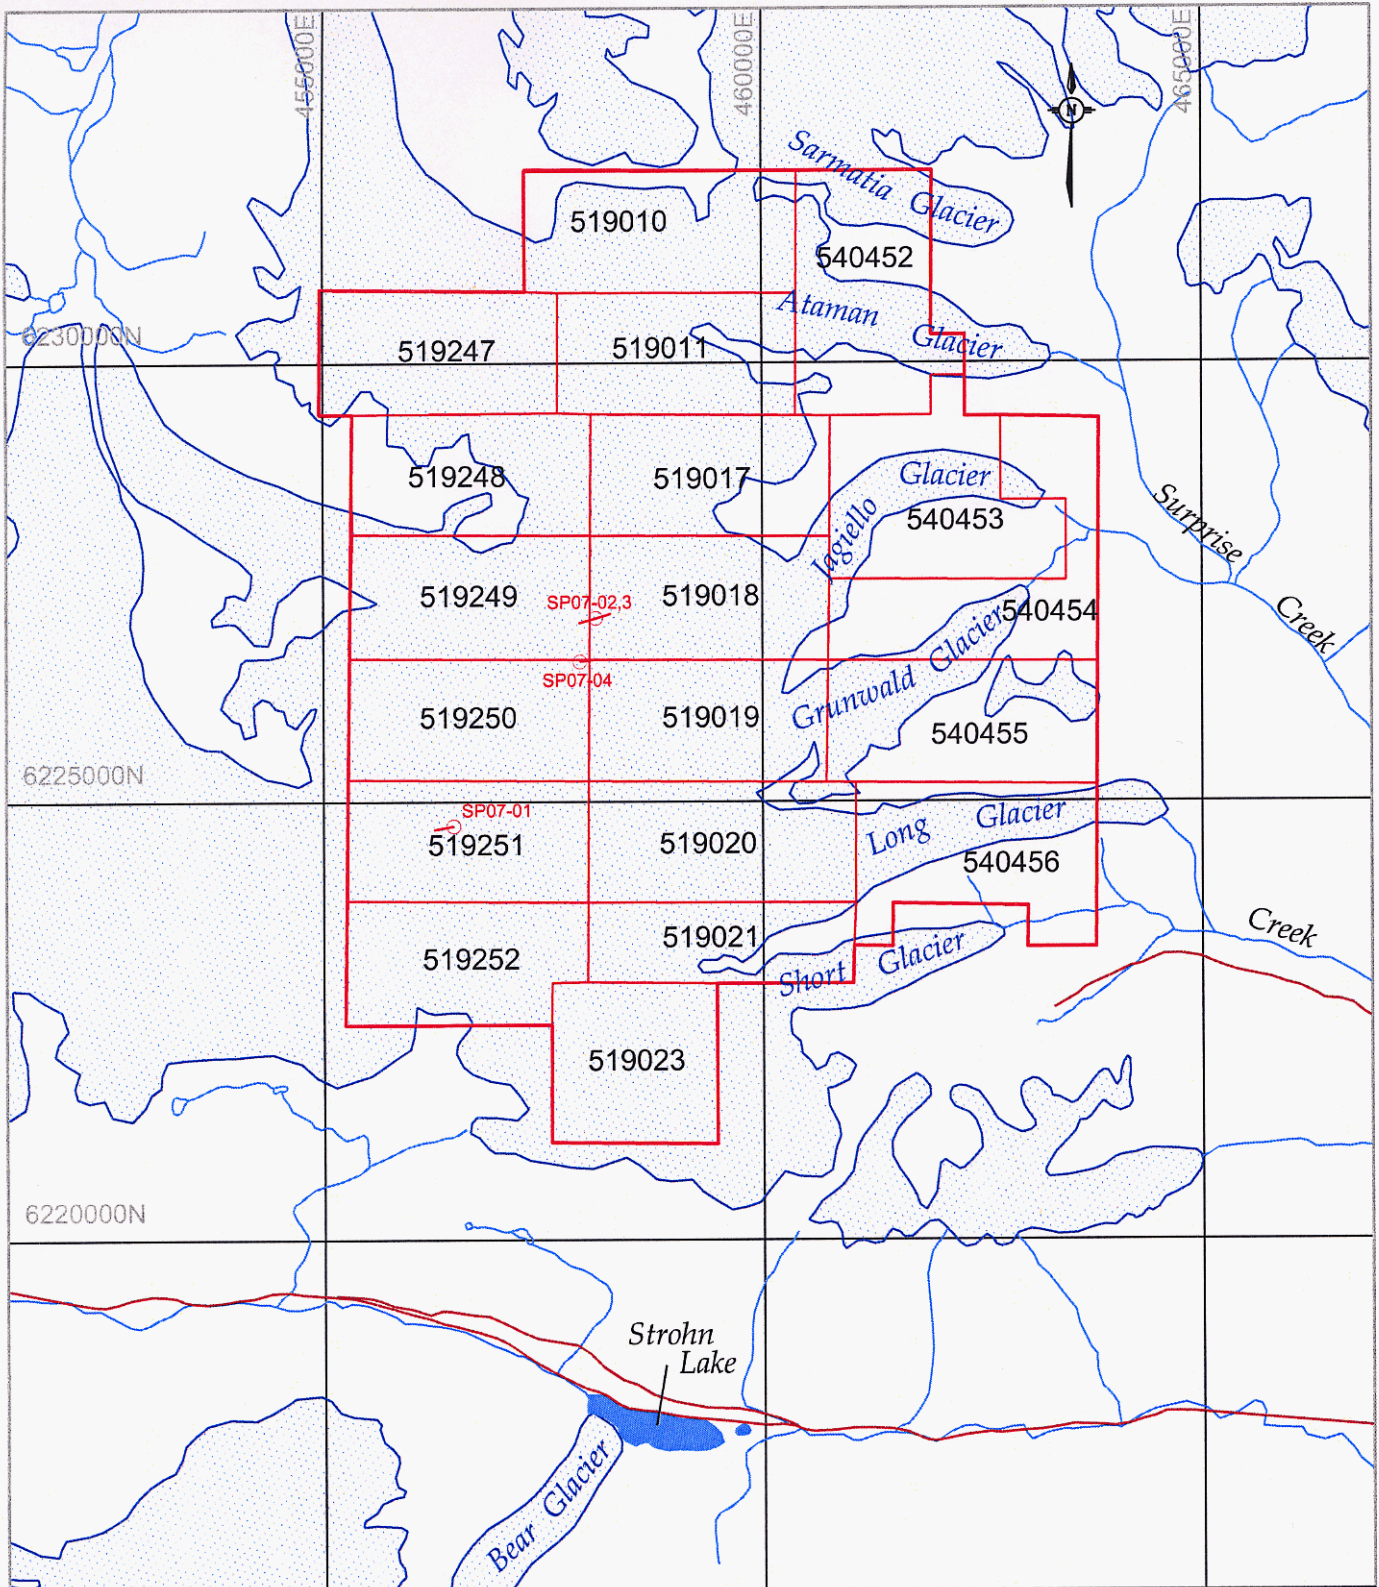 455000E
460000E
465000E
N
Sarmatia Glacier
519010
540452
Ataman Glacier
6230000N
519247
519011
519248
519017
Glacier
Jagiello
540453
Surprise
Creek
519249
SP07-02,3
519018
540454
SP07-04
Grunwald Glacier
519250
519019
540455
6225000N
SP07-01
519251
519020
Long Glacier
540456
519252
519021
Short Glacier
Creek
519023
6220000N
Strohn
Lake
Bear Glacier